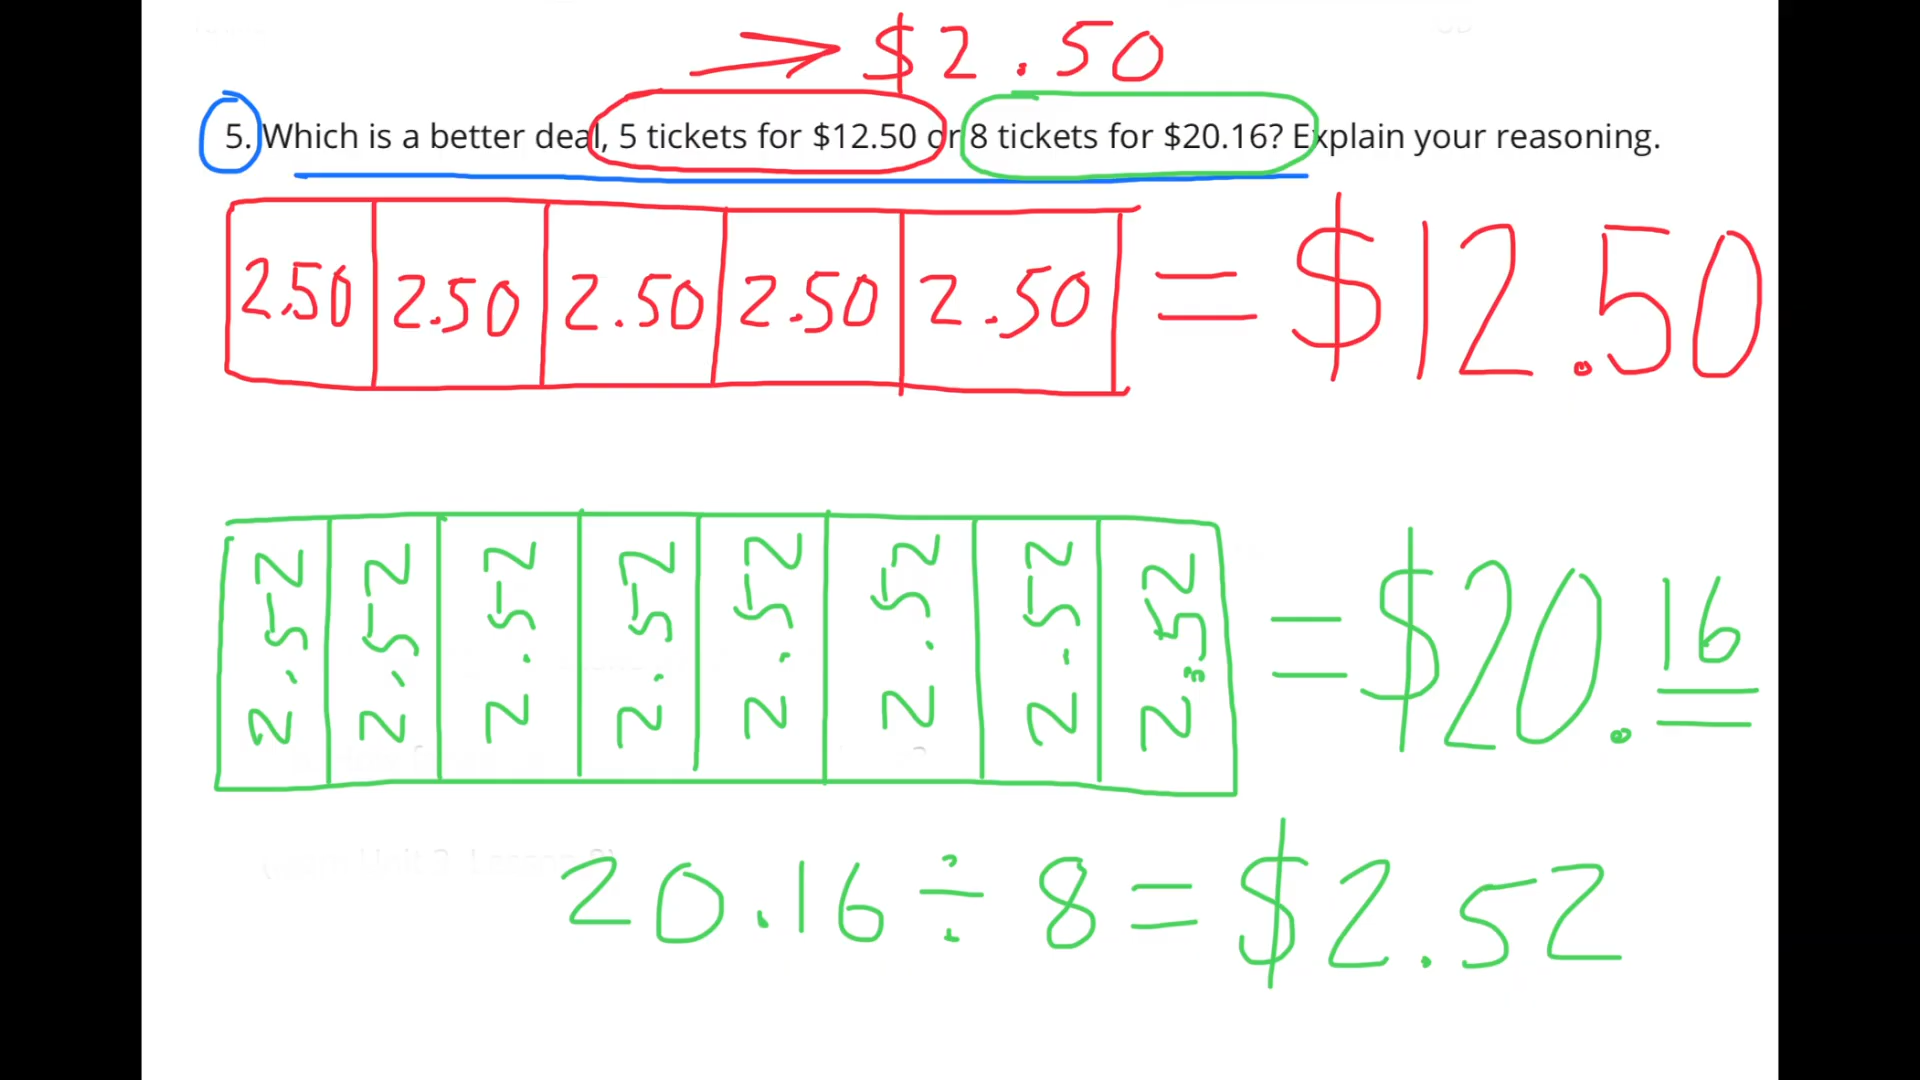 $2.50
5. Which is a better deal, 5 tickets for $12.50 or 8 tickets for $20.16? Explain your reasoning.
2.50 2.50 2.50 2.50 2.50 = $12.50
2.52 2.52 2.52 2.52 2.52 2.52 2.52 2.52 = $20.16
20.16 ÷ 8 = $2.52